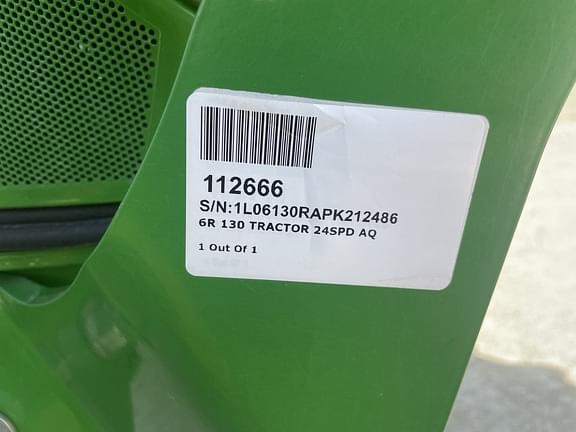 112666
S/N:1L06130RAPK212486
6R 130 TRACTOR 24SPD AQ
1 Out Of 1